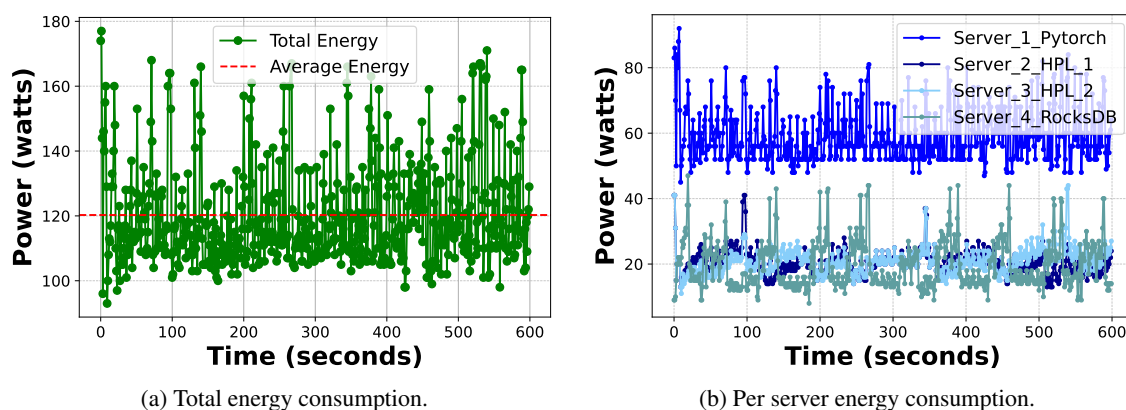 180
160
140
120
100
Power (watts)
Total Energy
Average Energy
0 100 200 300 400 500 600
Time (seconds)
(a) Total energy consumption.
80
60
40
20
Power (watts)
Server_1_Pytorch
Server_2_HPL_1
Server_3_HPL_2
Server_4_RocksDB
0 100 200 300 400 500 600
Time (seconds)
(b) Per server energy consumption.